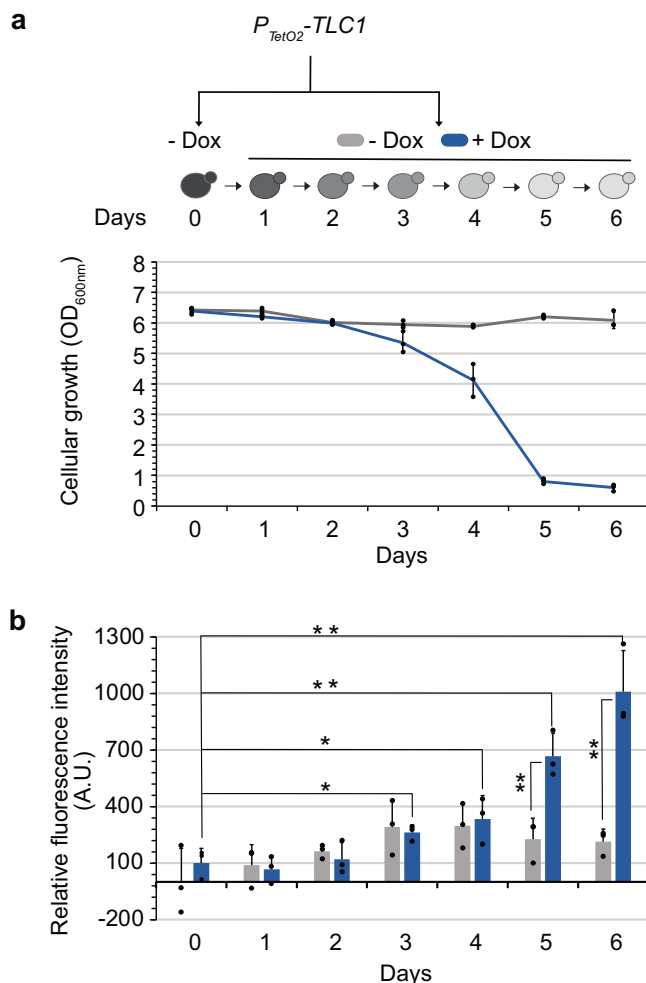 a
P_TetO2-TLC1
- Dox
- Dox + Dox
Days 0 1 2 3 4 5 6
Cellular growth (OD600nm)
8
7
6
5
4
3
2
1
0
0 1 2 3 4 5 6
Days
b
Relative fluorescence intensity
(A.U.)
1300
1000
700
400
100
-200
**
**
*
*
**
**
0 1 2 3 4 5 6
Days